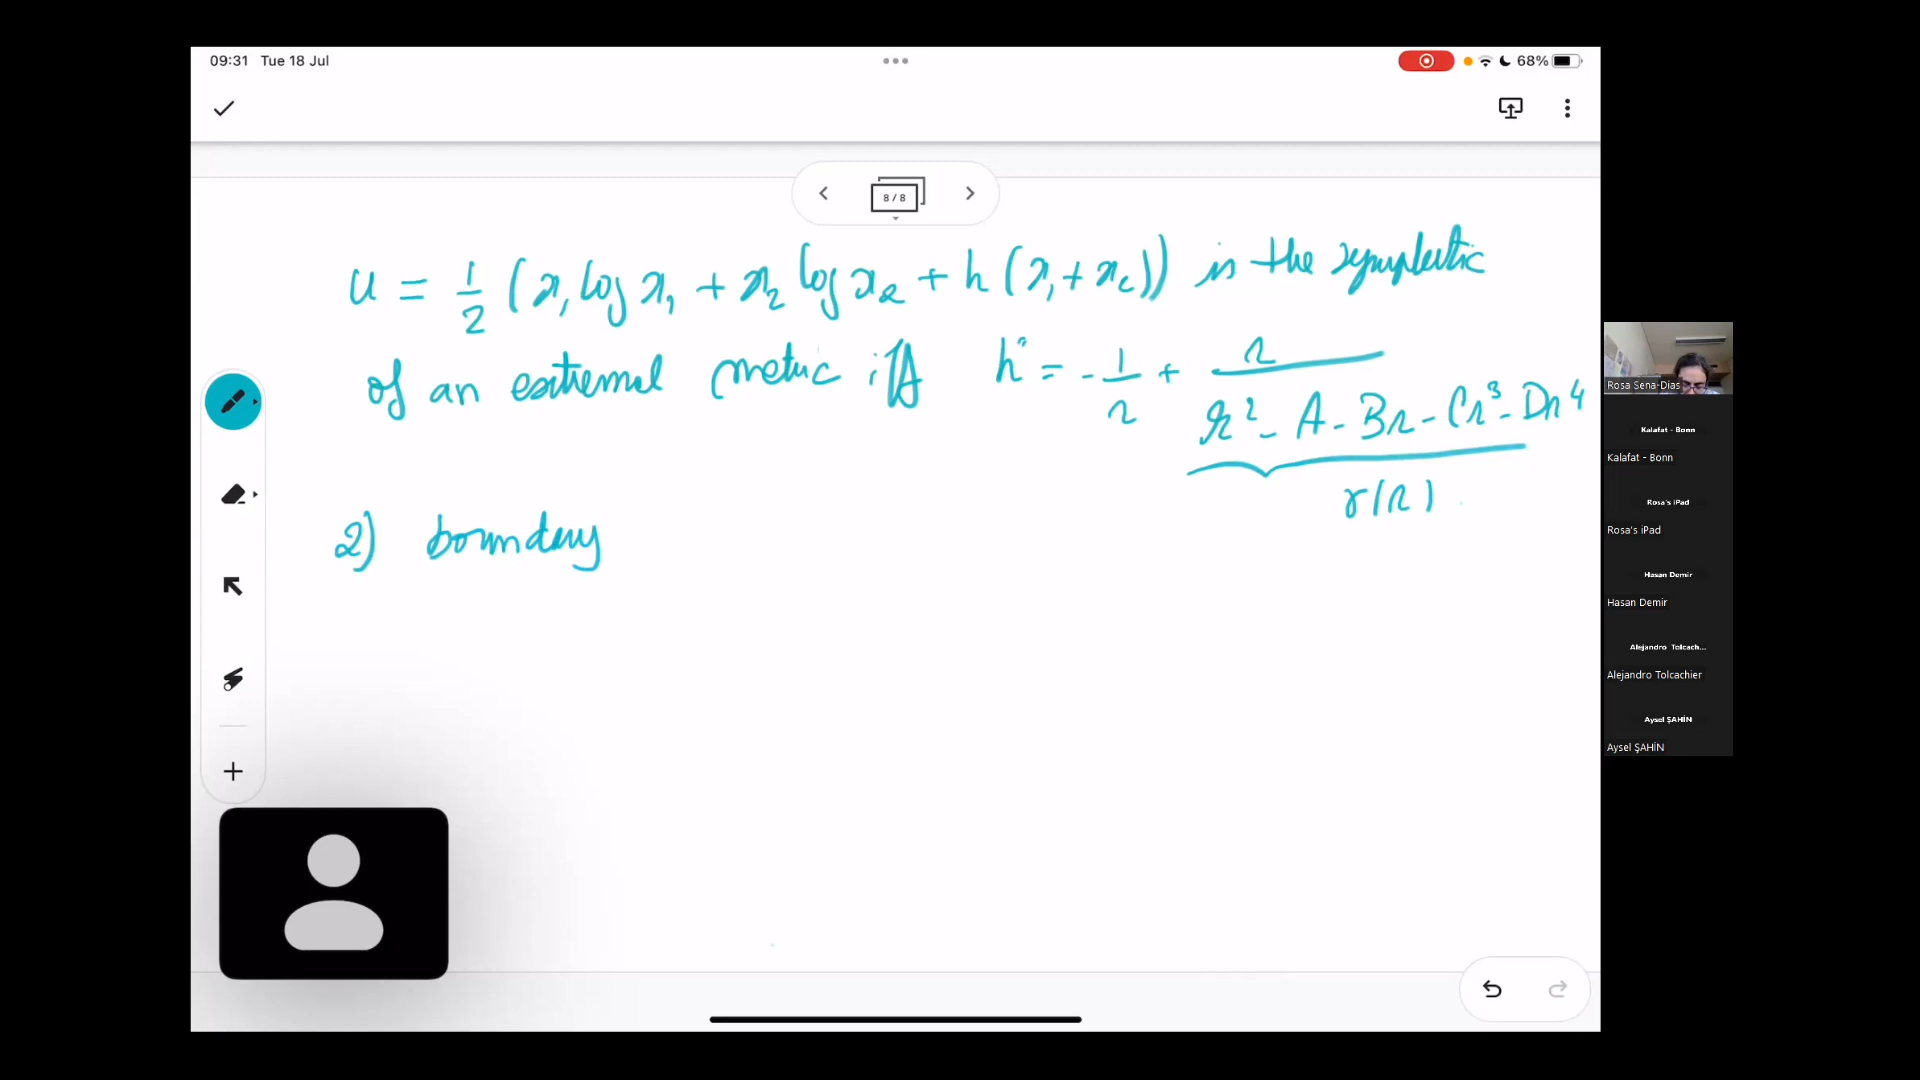 09:31 Tue 18 Jul
68%
8 / 8
u = 1/2 (x₁ log x₁ + x₂ log x₂ + h (x₁ + x₂)) is the symplectic
of an extremal metric iff h'' = - 1/r + r / (r² - A - Br - Cr³ - Dr⁴)
γ(r)
2) boundary
Rosa Sena-Dias
Kalafat - Bonn
Kalafat - Bonn
Rosa's iPad
Rosa's iPad
Hasan Demir
Hasan Demir
Alejandro Tolcach...
Alejandro Tolcachier
Aysel ŞAHİN
Aysel ŞAHİN